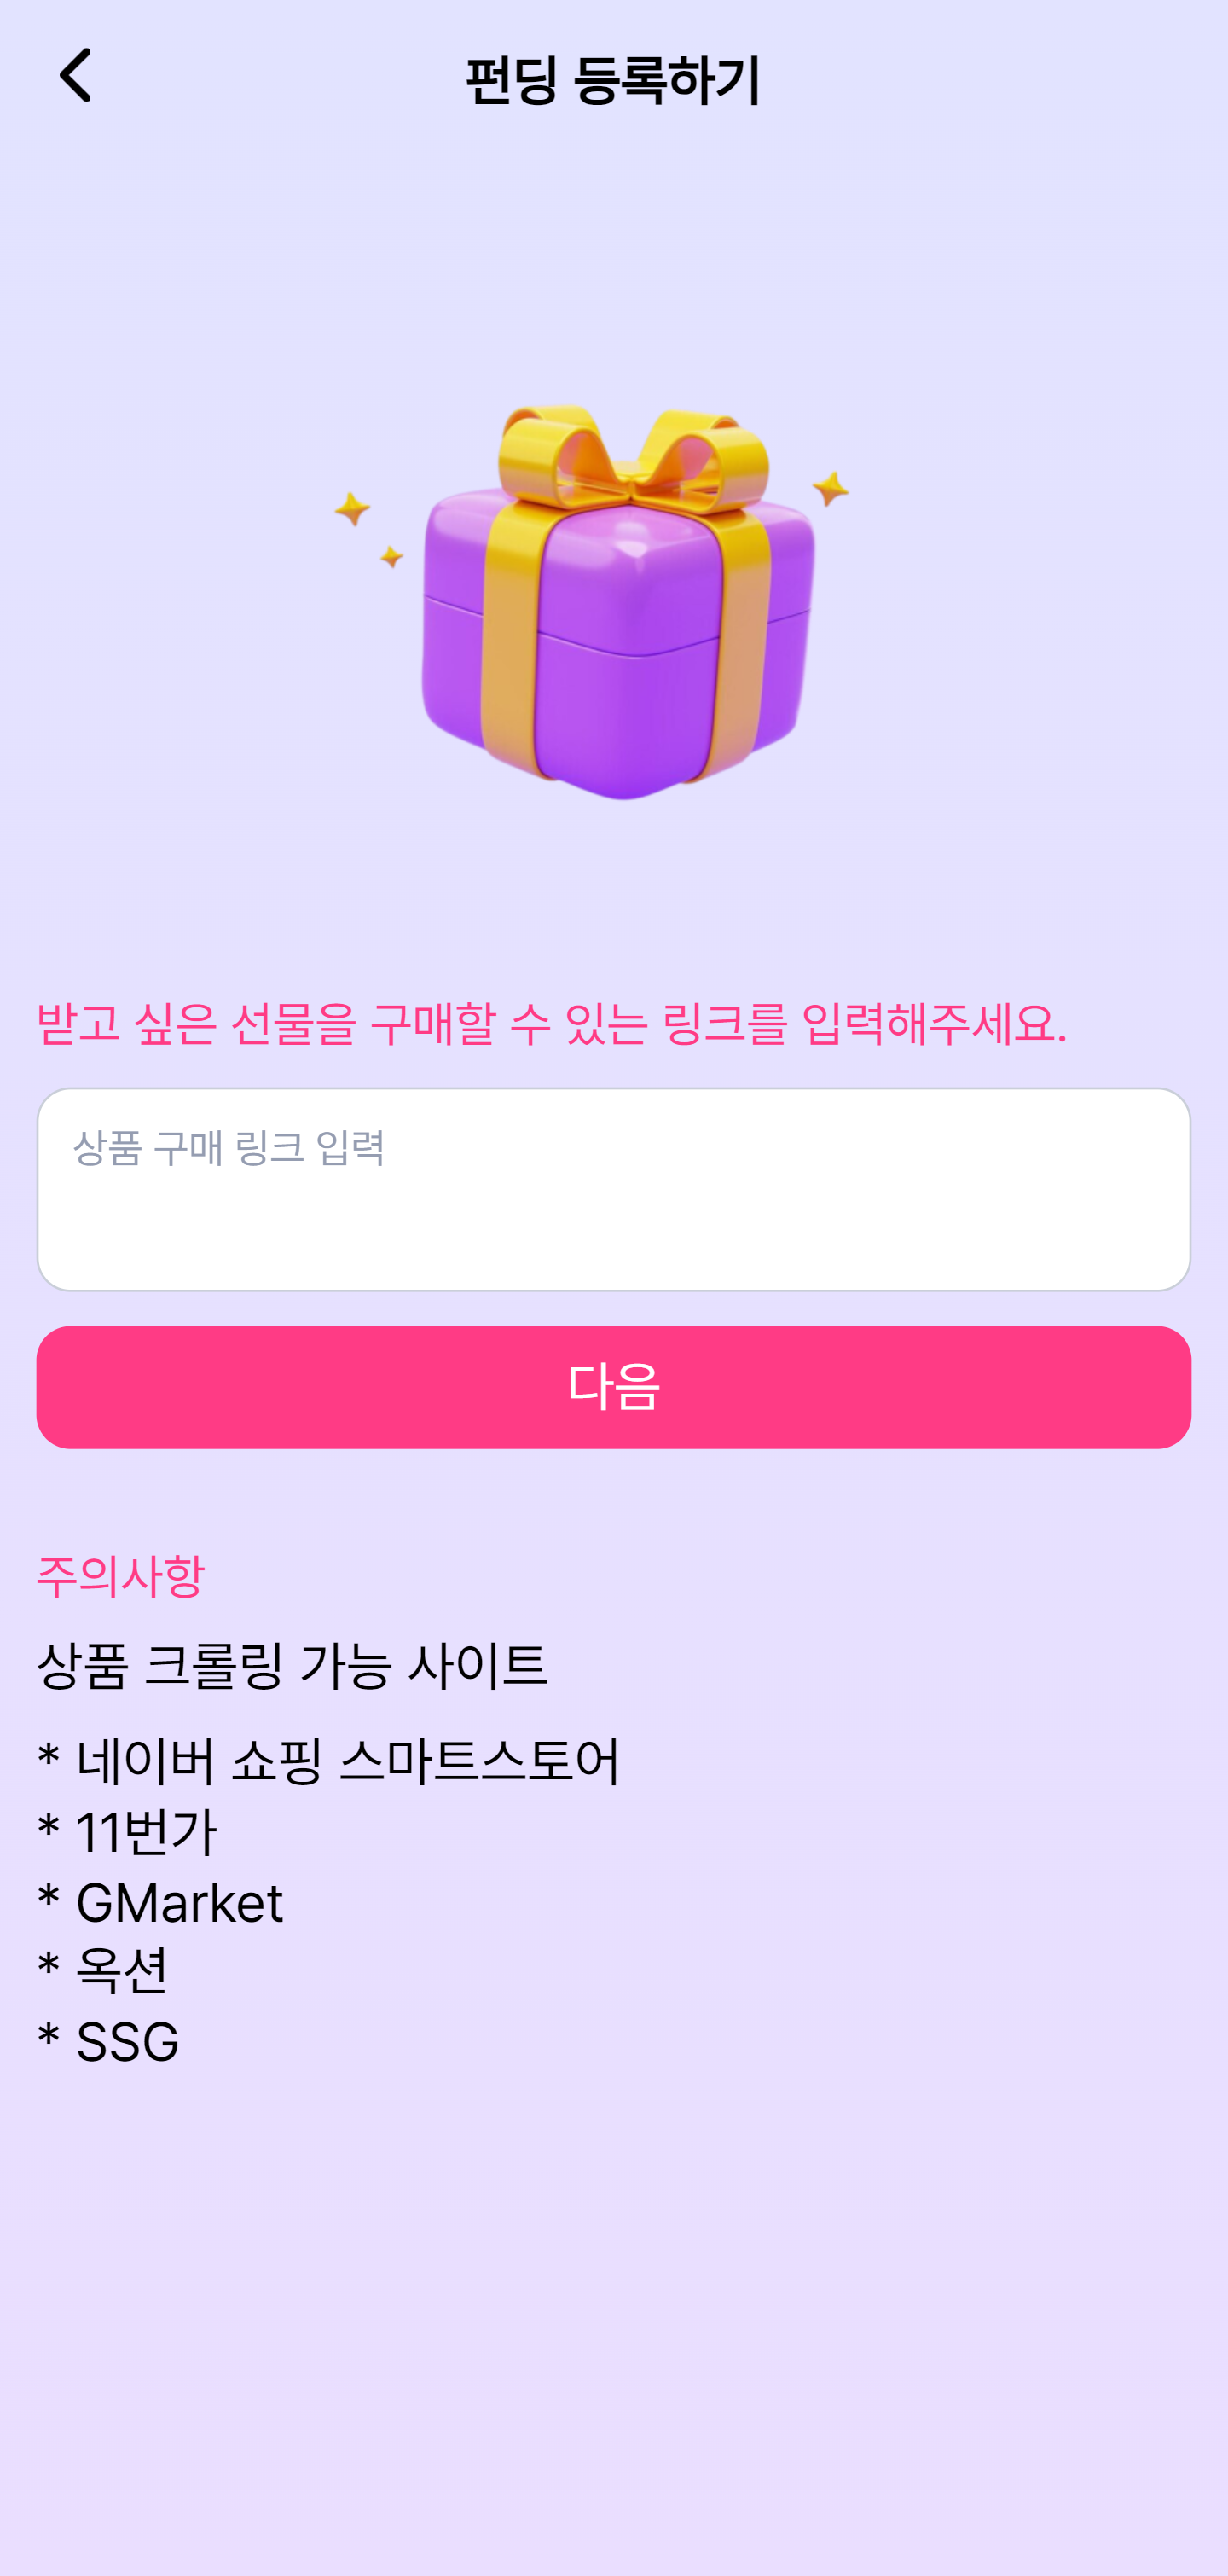 펀딩 등록하기
받고 싶은 선물을 구매할 수 있는 링크를 입력해주세요.
상품 구매 링크 입력
다음
주의사항
상품 크롤링 가능 사이트
* 네이버 쇼핑 스마트스토어
* 11번가
* GMarket
* 옥션
* SSG